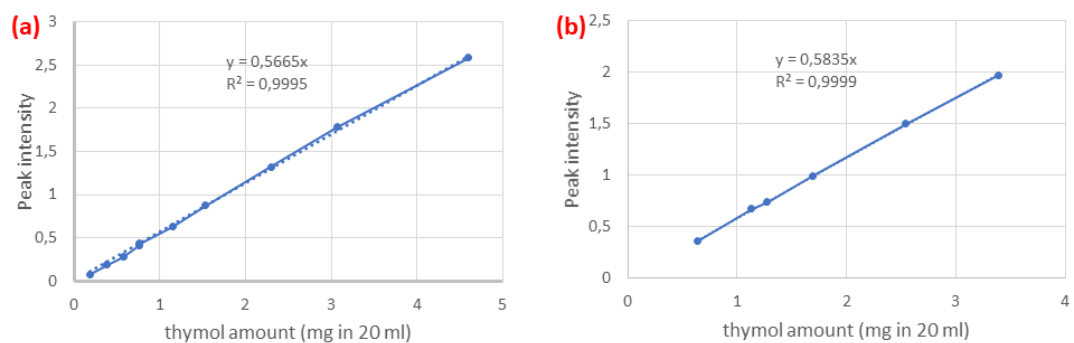 (a)
3
2,5
2
1,5
1
0,5
0
0 1 2 3 4 5
Peak intensity
thymol amount (mg in 20 ml)
y = 0,5665x
R² = 0,9995
(b)
2,5
2
1,5
1
0,5
0
0 1 2 3 4
Peak intensity
thymol amount (mg in 20 ml)
y = 0,5835x
R² = 0,9999